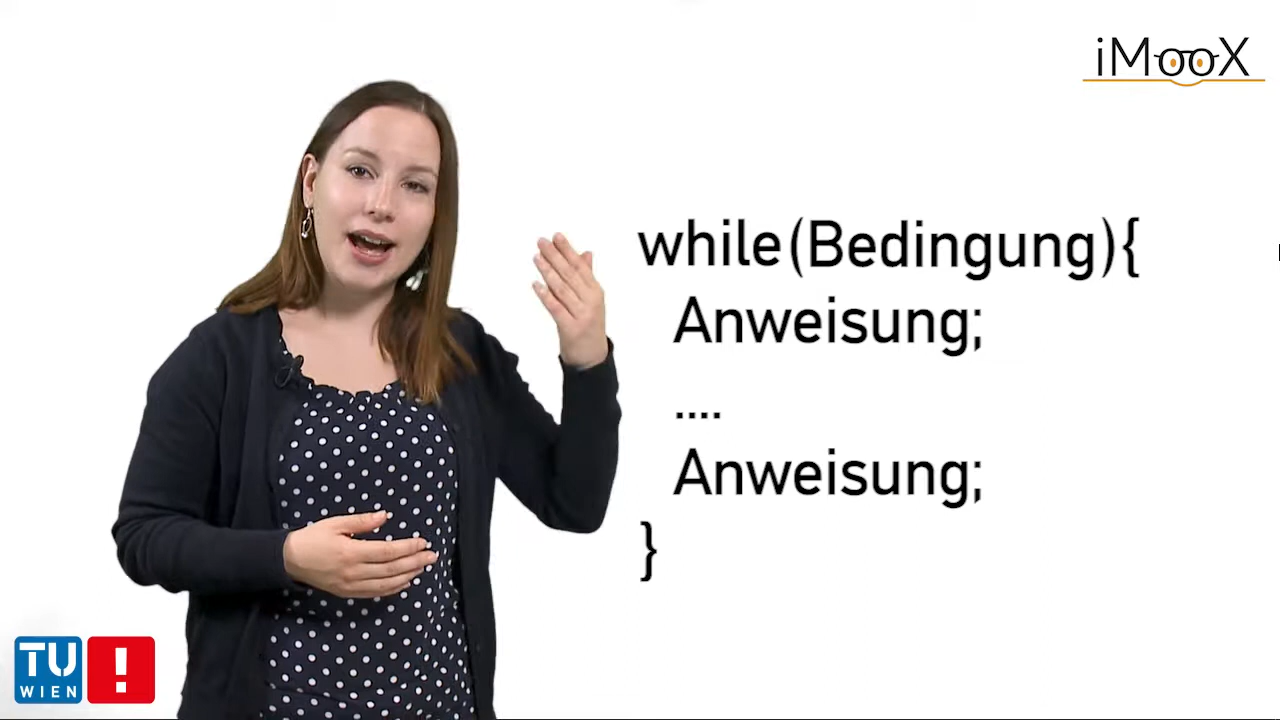 iMooX
while(Bedingung){
Anweisung;
....
Anweisung;
}
TU
WIEN
!